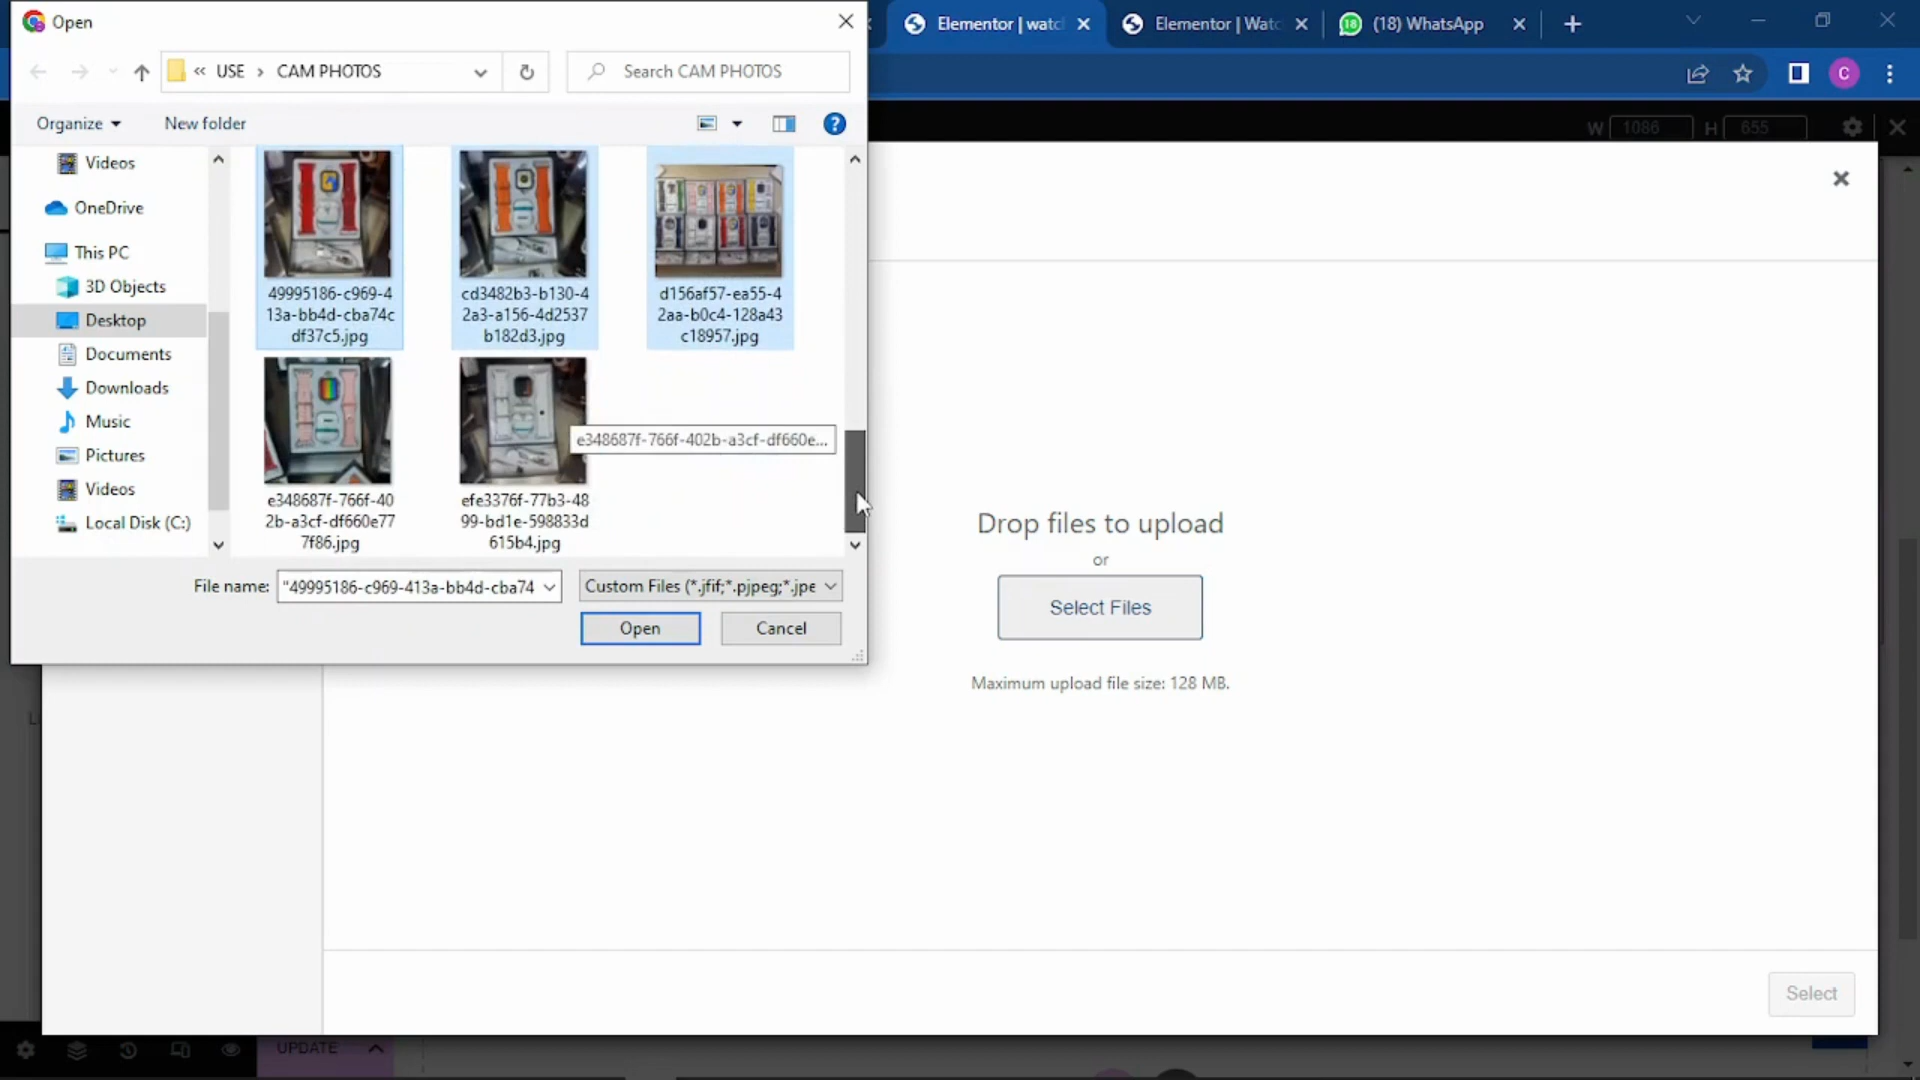 Open
Elementor | watc
Elementor | Watc
18
(18) WhatsApp
USE
CAM PHOTOS
Search CAM PHOTOS
C
Organize
New folder
W
1086
H
655
Videos
OneDrive
This PC
3D Objects
Desktop
Documents
Downloads
Music
Pictures
Videos
Local Disk (C:)
49995186-c969-4
13a-bb4d-cba74c
df37c5.jpg
cd3482b3-b130-4
2a3-a156-4d2537
b182d3.jpg
d156af57-ea55-4
2aa-b0c4-128a43
c18957.jpg
e348687f-766f-402b-a3cf-df660e...
e348687f-766f-40
2b-a3cf-df660e77
7f86.jpg
efe3376f-77b3-48
99-bd1e-598833d
615b4.jpg
File name:
"49995186-c969-413a-bb4d-cba74
Custom Files (*.jfif;*.pjpeg;*.jpe
Open
Cancel
Drop files to upload
or
Select Files
Maximum upload file size: 128 MB.
Select
UPDATE